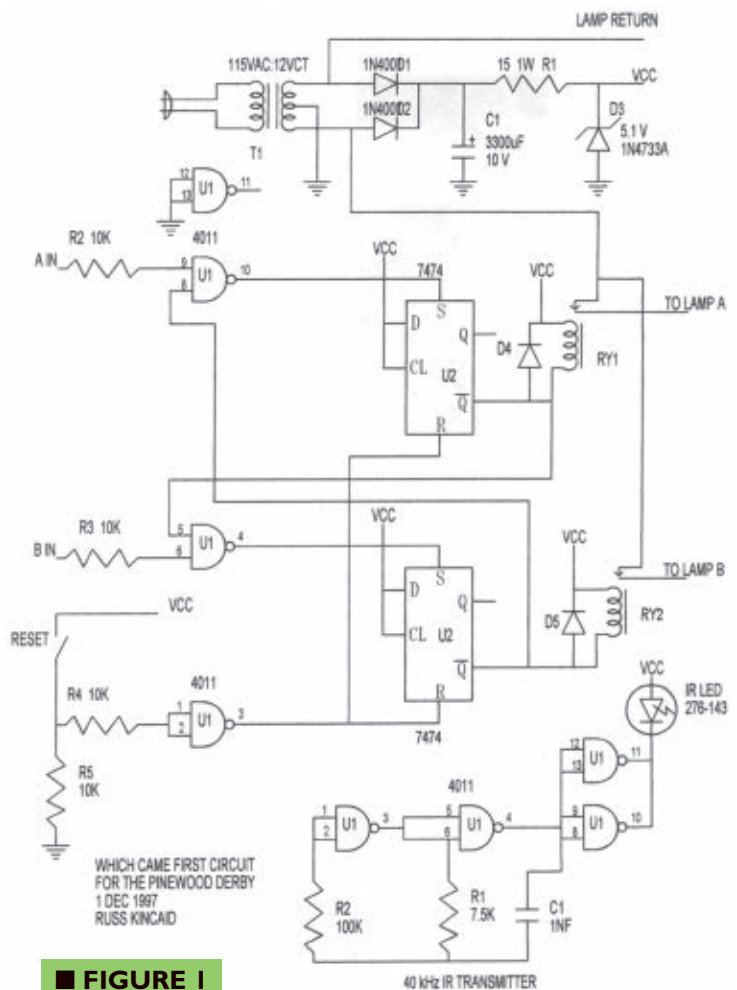 LAMP RETURN
115VAC:12VCT
1N400D1
15 1W R1
VCC
1N400D2
D3
5.1 V
1N4733A
C1
3300uF
10 V
+
T1
12
13
U1
11
4011
R2 10K
A IN
9
8
U1
10
VCC
7474
S
D
Q
CL
U2
Q
R
VCC
D4
RY1
TO LAMP A
R3 10K
B IN
5
6
U1
4
VCC
S
D
Q
CL
U2
Q
R
7474
VCC
D5
RY2
TO LAMP B
VCC
RESET
R4 10K
4011
1
2
U1
3
R5
10K
VCC
IR LED
276-143
4011
1
2
U1
3
5
6
U1
4
12
13
U1
11
9
8
U1
10
R2
100K
R1
7.5K
C1
1NF
WHICH CAME FIRST CIRCUIT
FOR THE PINEWOOD DERBY
1 DEC 1997
RUSS KINCAID
40 kHz IR TRANSMITTER
■ FIGURE 1